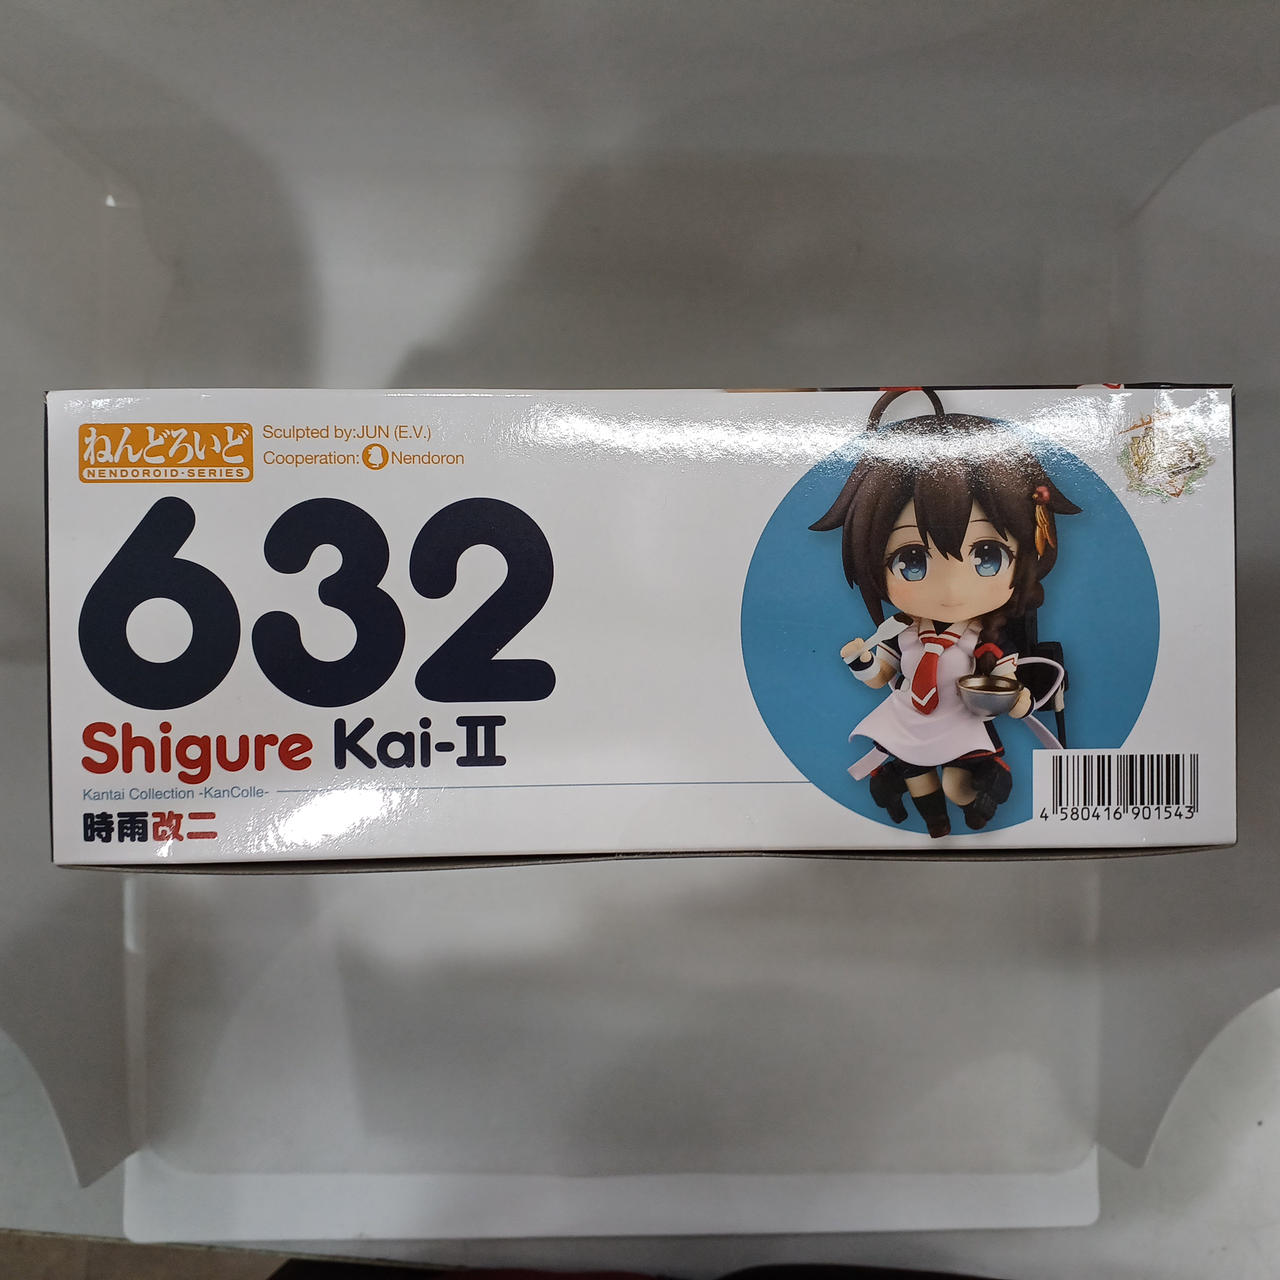 ねんどろいど
NENDOROID·SERIES
Sculpted by:JUN (E.V.)
Cooperation: Nendoron
632
Shigure Kai-II
Kantai Collection -KanColle-
時雨改二
4 580416 901543